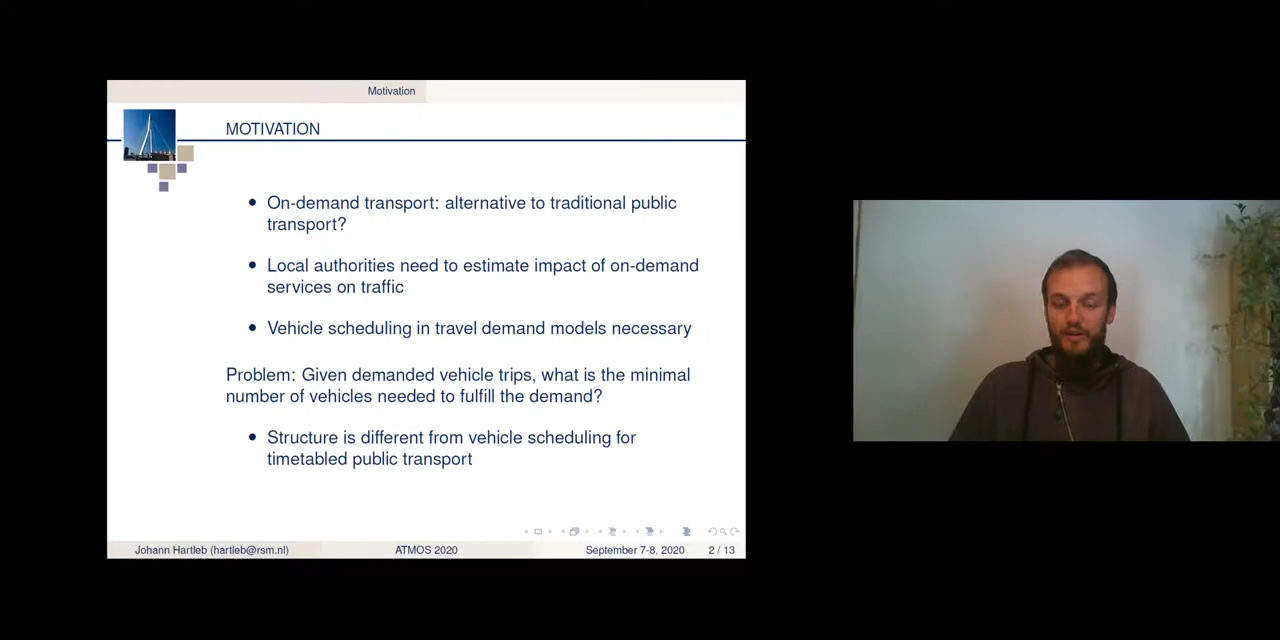 Motivation
MOTIVATION
On-demand transport: alternative to traditional public
transport?
Local authorities need to estimate impact of on-demand
services on traffic
Vehicle scheduling in travel demand models necessary
Problem: Given demanded vehicle trips, what is the minimal
number of vehicles needed to fulfill the demand?
Structure is different from vehicle scheduling for
timetabled public transport
Johann Hartleb (hartleb@rsm.nl) ATMOS 2020 September 7-8, 2020 2 / 13